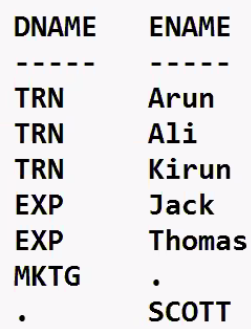 DNAME ENAME
----- -----
TRN Arun
TRN Ali
TRN Kirun
EXP Jack
EXP Thomas
MKTG .
. SCOTT